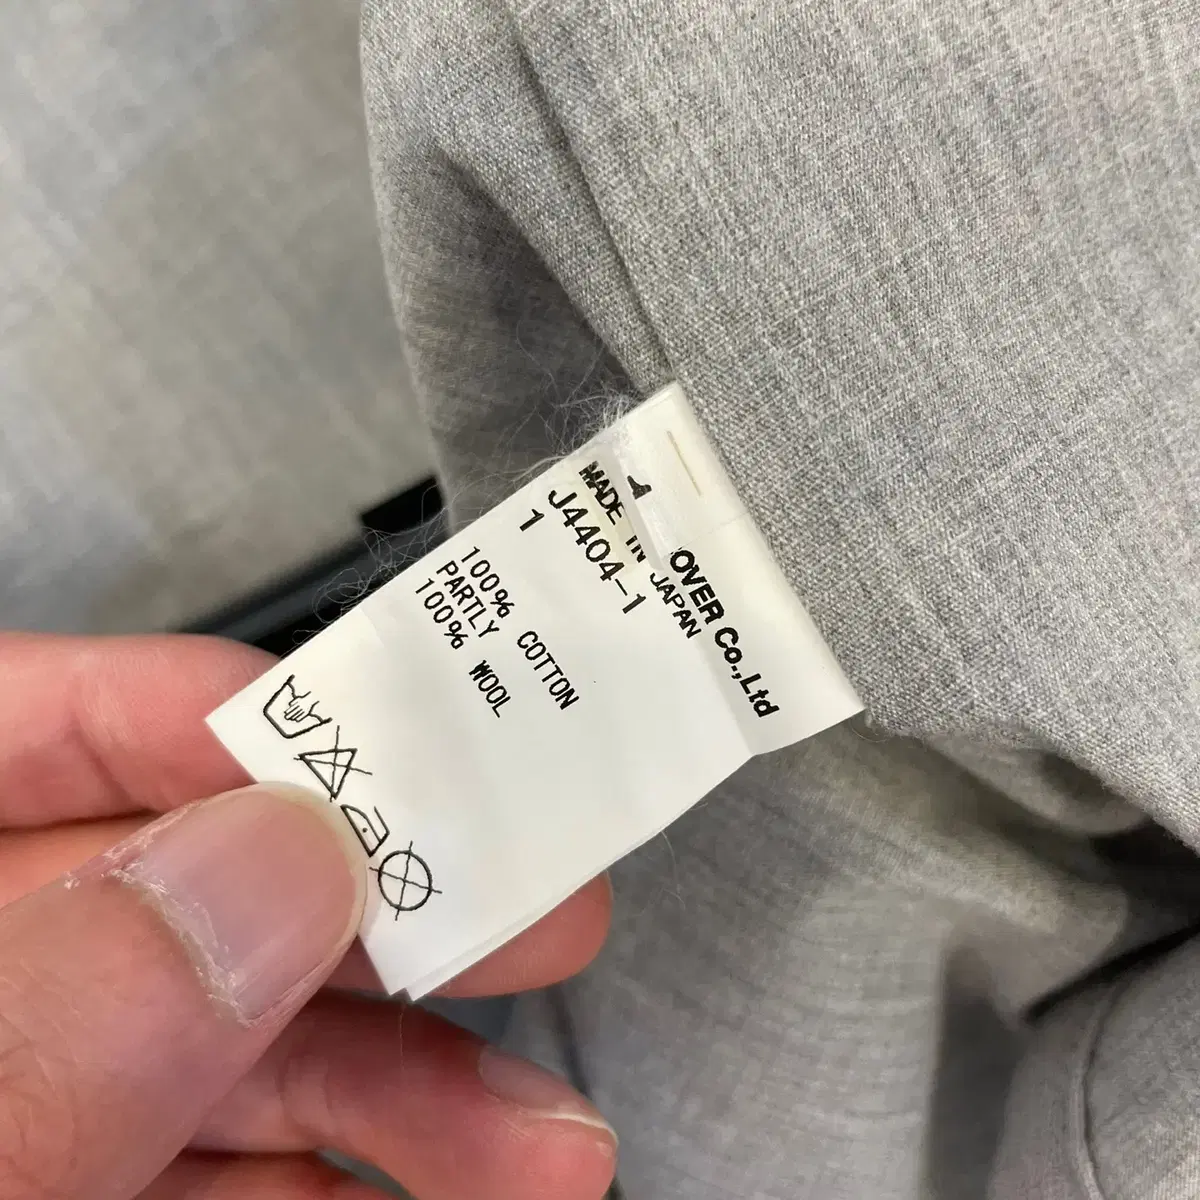 OVER Co.,Ltd
MADE IN JAPAN
J4404-1
1
100% COTTON
PARTLY
100% WOOL